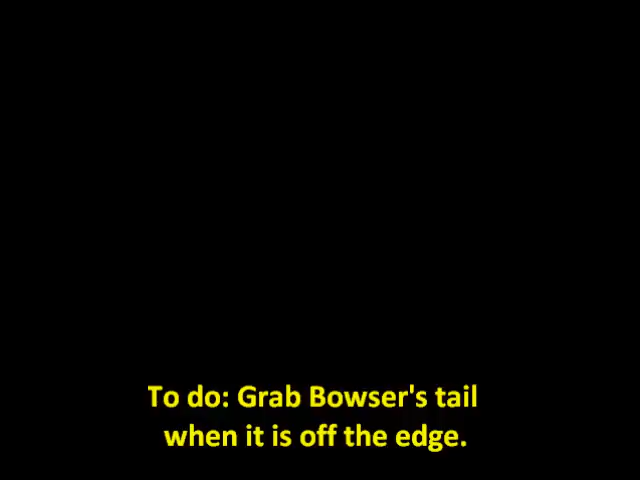 To do: Grab Bowser's tail
when it is off the edge.